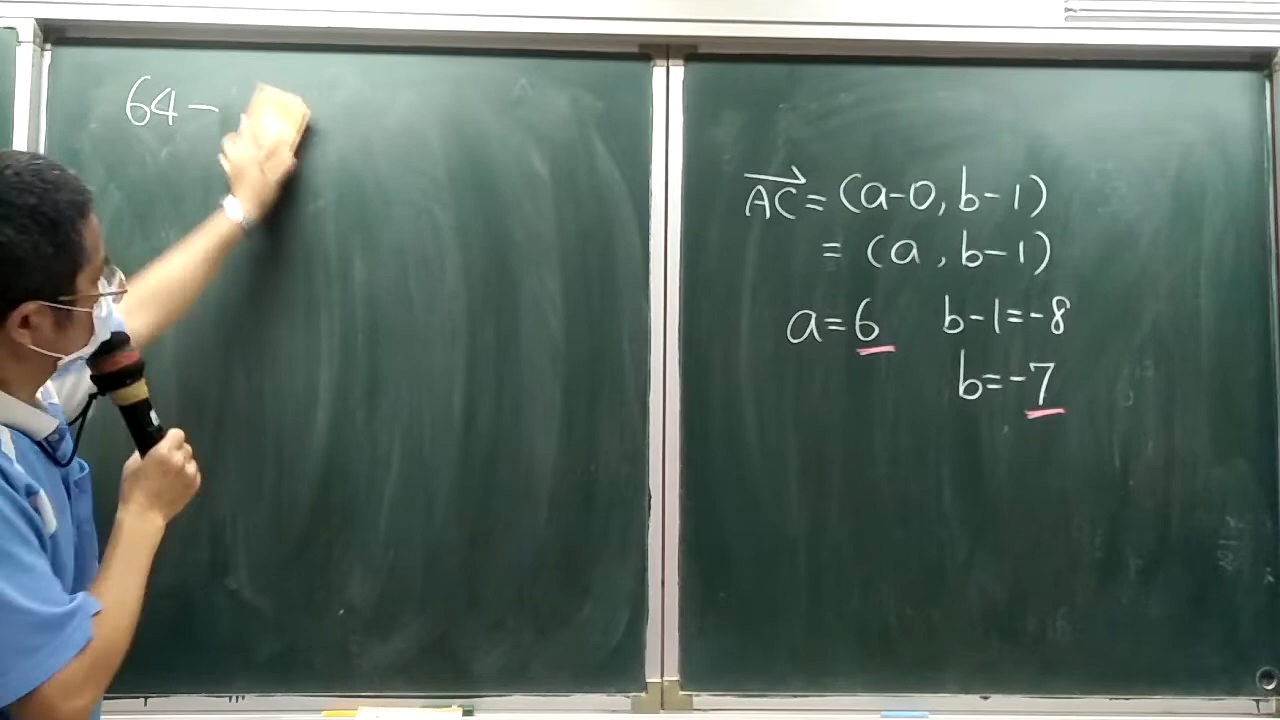 64-
AC=(a-0,b-1)
=(a,b-1)
a=6 b-1=-8
b=-7